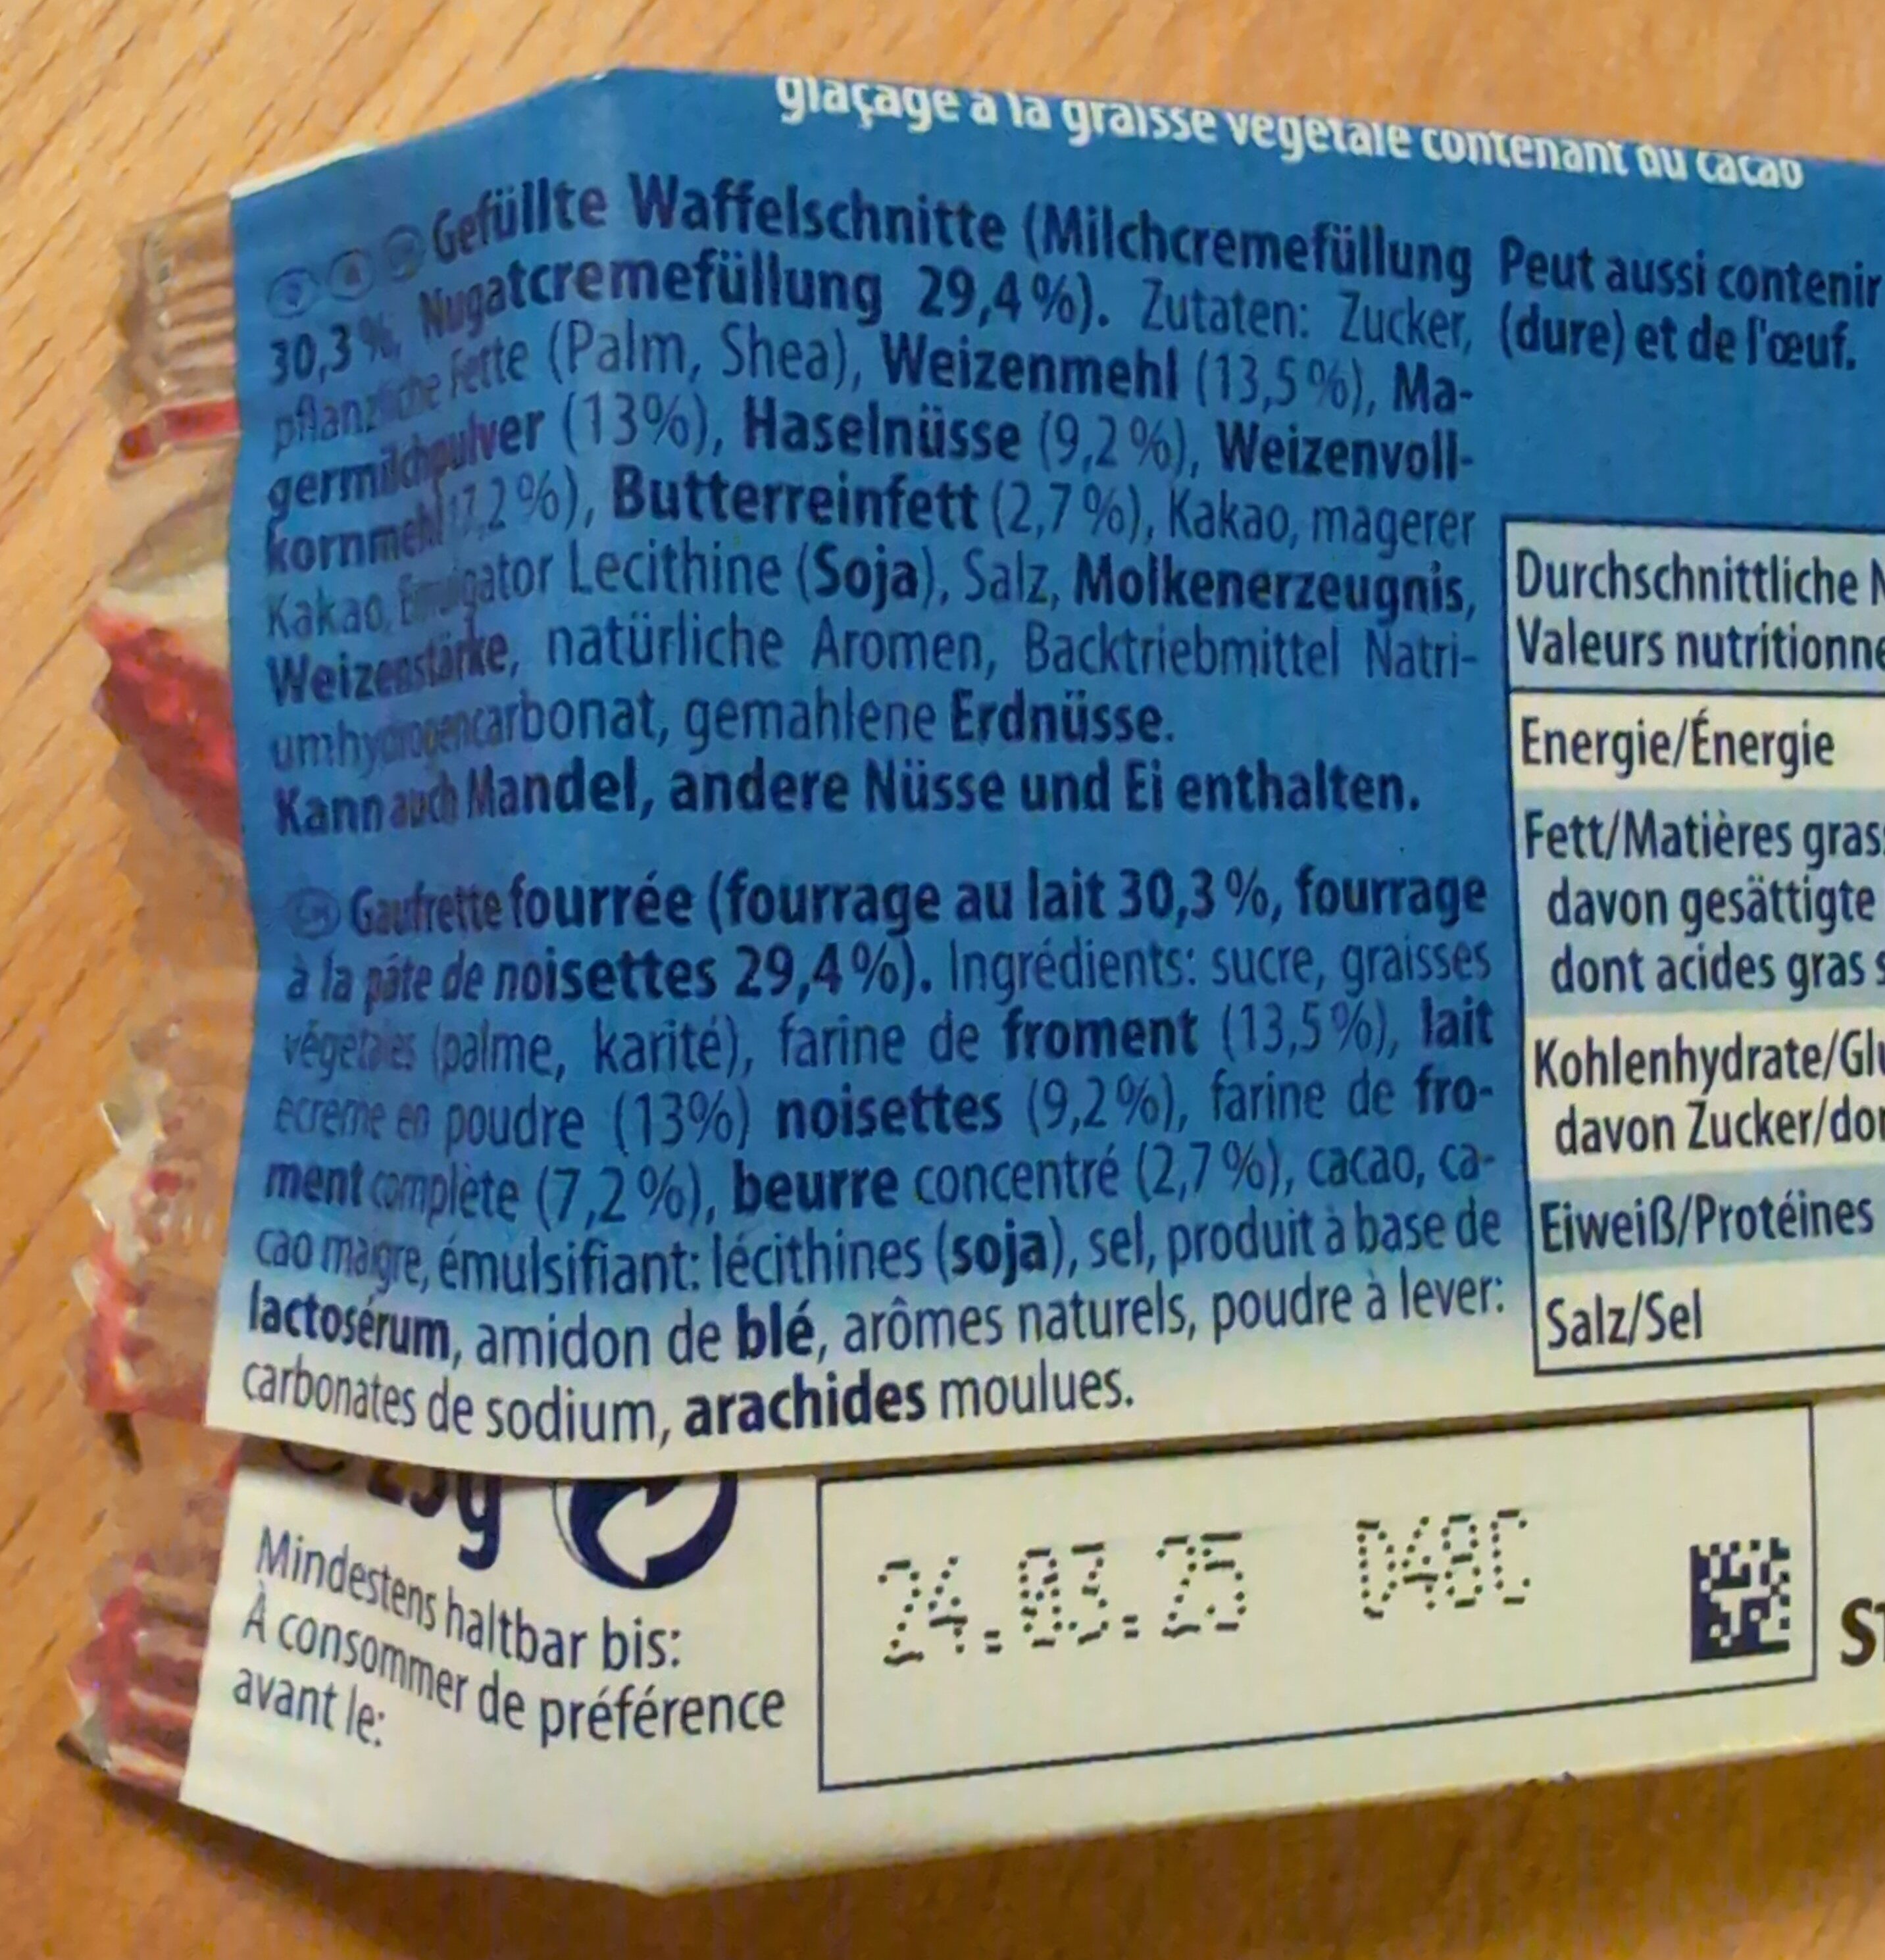 glaçage à la graisse végétale contenant du cacao
Gefüllte Waffelschnitte (Milchcremefüllung
30,3 %, Nugatcremefüllung 29,4 %). Zutaten: Zucker,
pflanzliche Fette (Palm, Shea), Weizenmehl (13,5 %), Ma-
germilchpulver (13%), Haselnüsse (9,2 %), Weizenvoll-
kornmehl (7,2 %), Butterreinfett (2,7 %), Kakao, magerer
Kakao, Emulgator Lecithine (Soja), Salz, Molkenerzeugnis,
Weizenstärke, natürliche Aromen, Backtriebmittel Natri-
umhydrogencarbonat, gemahlene Erdnüsse.
Kann auch Mandel, andere Nüsse und Ei enthalten.
CH Gaufrette fourrée (fourrage au lait 30,3 %, fourrage
à la pâte de noisettes 29,4 %). Ingrédients: sucre, graisses
végétales (palme, karité), farine de froment (13,5 %), lait
écrémé en poudre (13%) noisettes (9,2 %), farine de fro-
ment complète (7,2 %), beurre concentré (2,7 %), cacao, ca-
cao maigre, émulsifiant: lécithines (soja), sel, produit à base de
lactosérum, amidon de blé, arômes naturels, poudre à lever:
carbonates de sodium, arachides moulues.
Peut aussi contenir
(dure) et de l'œuf.
Durchschnittliche N
Valeurs nutritionne
Energie/Énergie
Fett/Matières grass
davon gesättigte
dont acides gras s
Kohlenhydrate/Glu
davon Zucker/don
Eiweiß/Protéines
Salz/Sel
23g
Mindestens haltbar bis:
À consommer de préférence
avant le:
24.03.25 D48C
ST